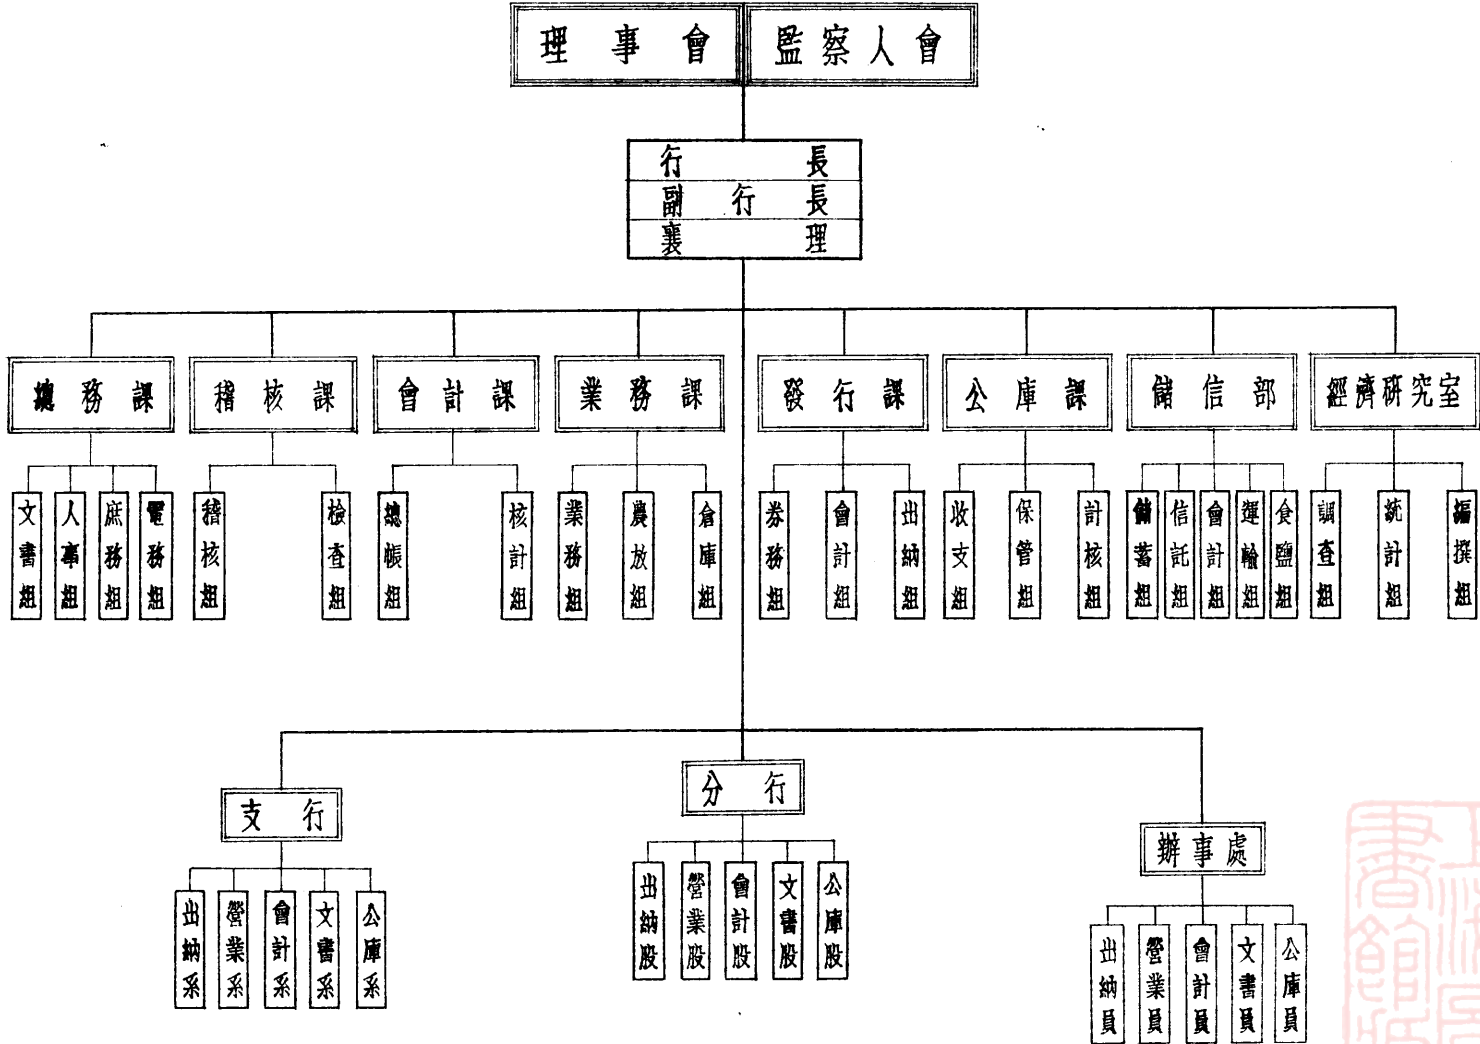 理事會
監察人會
行長
副行長
襄理
總務課
稽核課
會計課
業務課
發行課
公庫課
儲信部
經濟研究室
文書組
人事組
庶務組
電務組
稽核組
檢查組
總帳組
核計組
業務組
農放組
倉庫組
券務組
會計組
出納組
收支組
保管組
計核組
儲蓄組
信託組
會計組
運輸組
食鹽組
調查組
統計組
編撰組
支行
分行
辦事處
出納系
營業系
會計系
文書系
公庫系
出納股
營業股
會計股
文書股
公庫股
出納員
營業員
會計員
文書員
公庫員